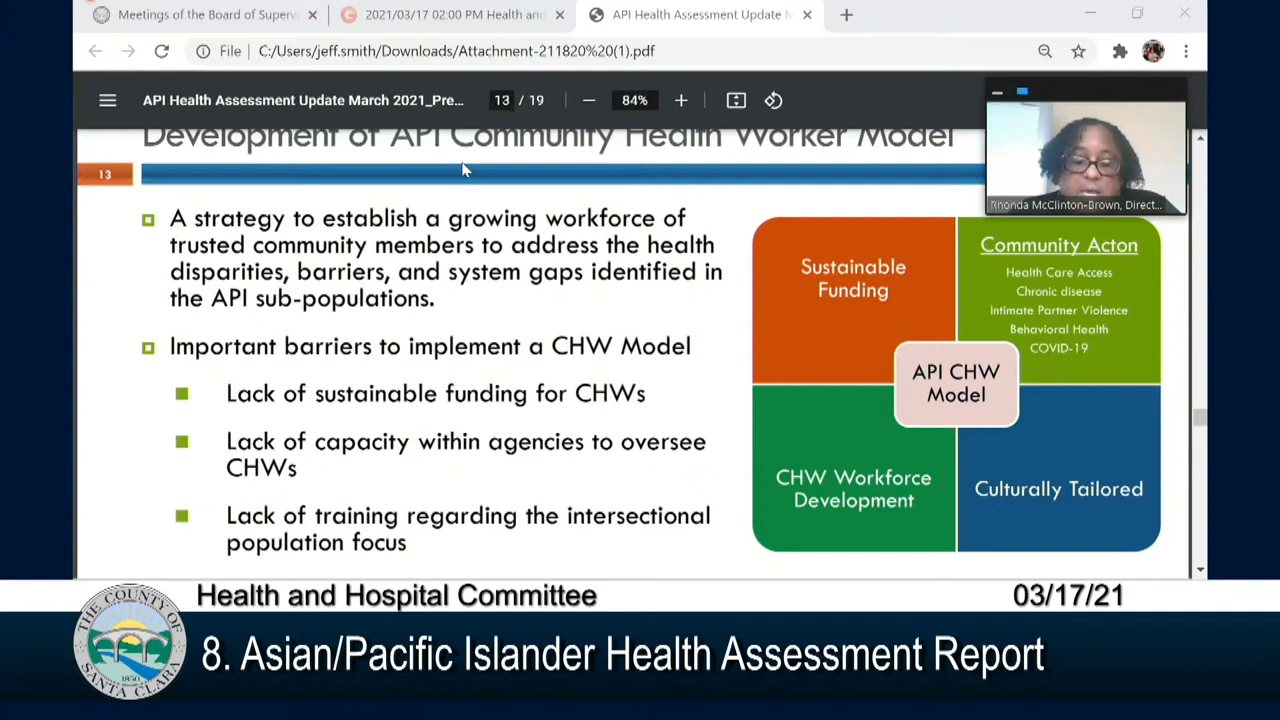 Meetings of the Board of Supervi
2021/03/17 02:00 PM Health and
API Health Assessment Update M
File | C:/Users/jeff.smith/Downloads/Attachment-211820%20(1).pdf
API Health Assessment Update March 2021_Pre...
13 / 19
84%
Development of API Community Health Worker Model
13
Rhonda McClinton-Brown, Direct...
A strategy to establish a growing workforce of
trusted community members to address the health
disparities, barriers, and system gaps identified in
the API sub-populations.
Important barriers to implement a CHW Model
Lack of sustainable funding for CHWs
Lack of capacity within agencies to oversee
CHWs
Lack of training regarding the intersectional
population focus
Sustainable
Funding
Community Acton
Health Care Access
Chronic disease
Intimate Partner Violence
Behavioral Health
COVID-19
API CHW
Model
CHW Workforce
Development
Culturally Tailored
Health and Hospital Committee
03/17/21
THE COUNTY OF
SANTA CLARA
1850
8. Asian/Pacific Islander Health Assessment Report